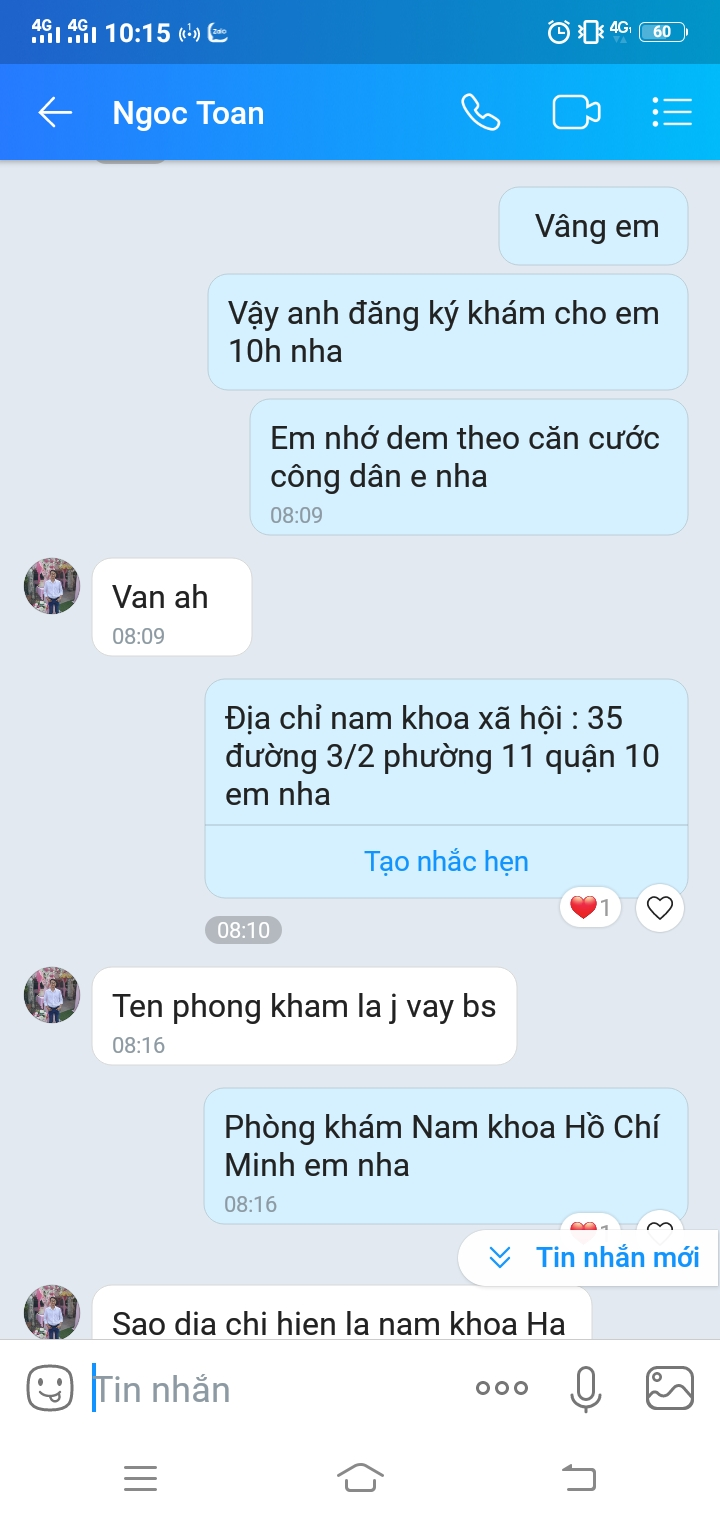 4G 4G 10:15 Zalo 4G 60
Ngoc Toan
Vâng em
Vậy anh đăng ký khám cho em
10h nha
Em nhớ dem theo căn cước
công dân e nha
08:09
Van ah
08:09
Địa chỉ nam khoa xã hội : 35
đường 3/2 phường 11 quận 10
em nha
Tạo nhắc hẹn
1
08:10
Ten phong kham la j vay bs
08:16
Phòng khám Nam khoa Hồ Chí
Minh em nha
08:16
1
Tin nhắn mới
Sao dia chi hien la nam khoa Ha
Tin nhắn